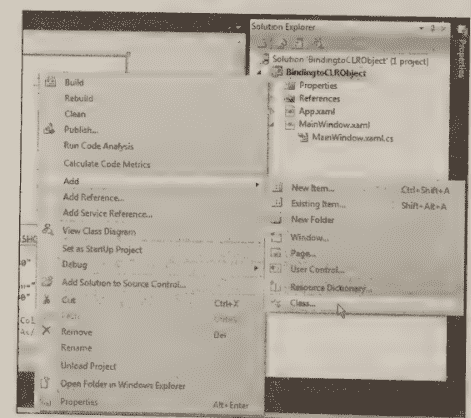 Solution Explorer
Properties
Solution 'BindingtoCLRObject' (1 project)
BindingtoCLRObject
Properties
References
App.xaml
MainWindow.xaml
MainWindow.xaml.cs
Build
Rebuild
Clean
Publish...
Run Code Analysis
Calculate Code Metrics
Add
Add Reference...
Add Service Reference...
View Class Diagram
Set as StartUp Project
Debug
Add Solution to Source Control...
Cut Ctrl+X
Remove Del
Rename
Unload Project
Open Folder in Windows Explorer
Properties Alt+Enter
New Item... Ctrl+Shift+A
Existing Item... Shift+Alt+A
New Folder
Window...
Page...
User Control...
Resource Dictionary...
Class...